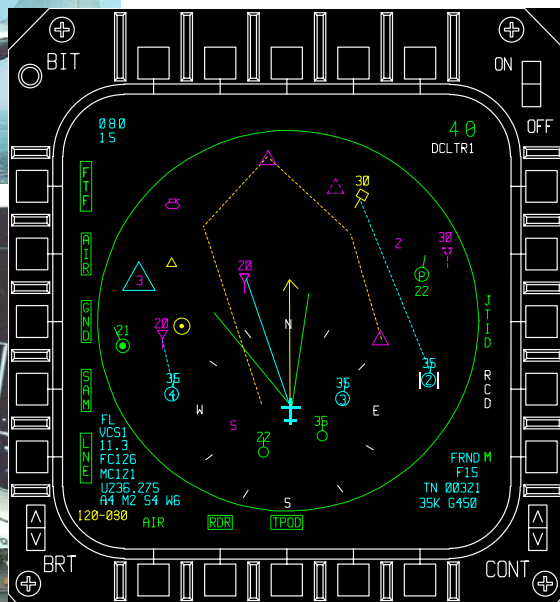 BIT
ON
OFF
080
15
40
DCLTR1
FTF
30
2
30
AIR
20
3
P
22
GND
JTID
21
20
N
35
2
35
4
35
3
RCD
SAM
W
E
S
35
22
LNE
FL
VCS1
11.3
FC126
MC121
U236.275
A4 M2 S4 W6
120-030
FRND M
F15
TN 00321
35K G450
S
AIR
RDR
TPOD
BRT
CONT